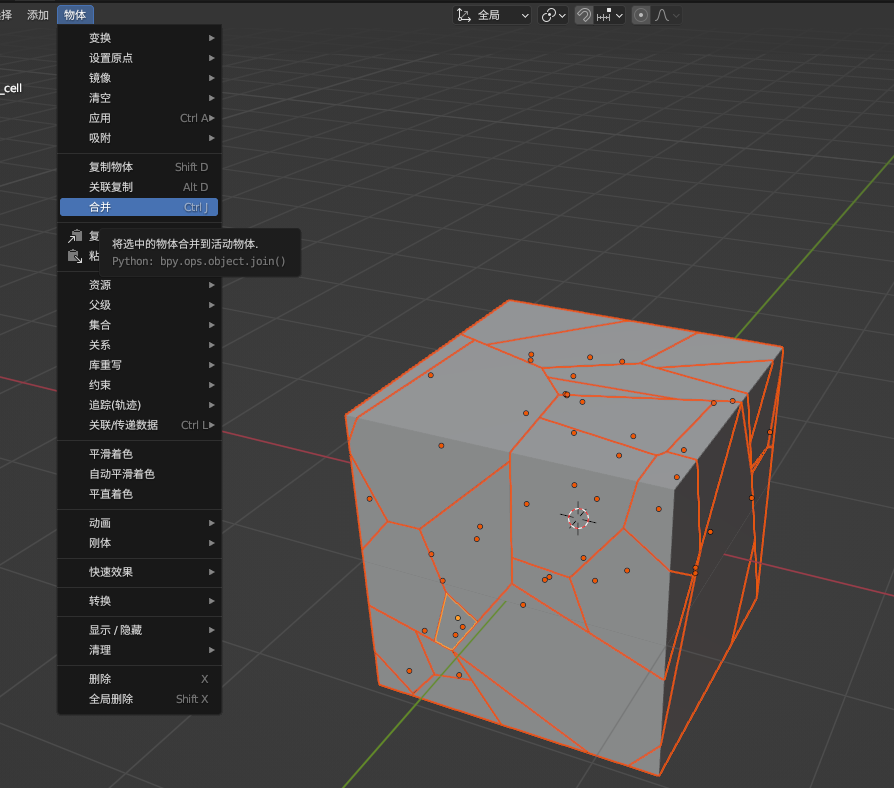 择 添加 物体 全局
_cell
变换
设置原点
镜像
清空
应用 Ctrl A
吸附
复制物体 Shift D
关联复制 Alt D
合并 Ctrl J
复
将选中的物体合并到活动物体.
粘
Python: bpy.ops.object.join()
资源
父级
集合
关系
库重写
约束
追踪(轨迹)
关联/传递数据 Ctrl L
平滑着色
自动平滑着色
平直着色
动画
刚体
快速效果
转换
显示 / 隐藏
清理
删除 X
全局删除 Shift X